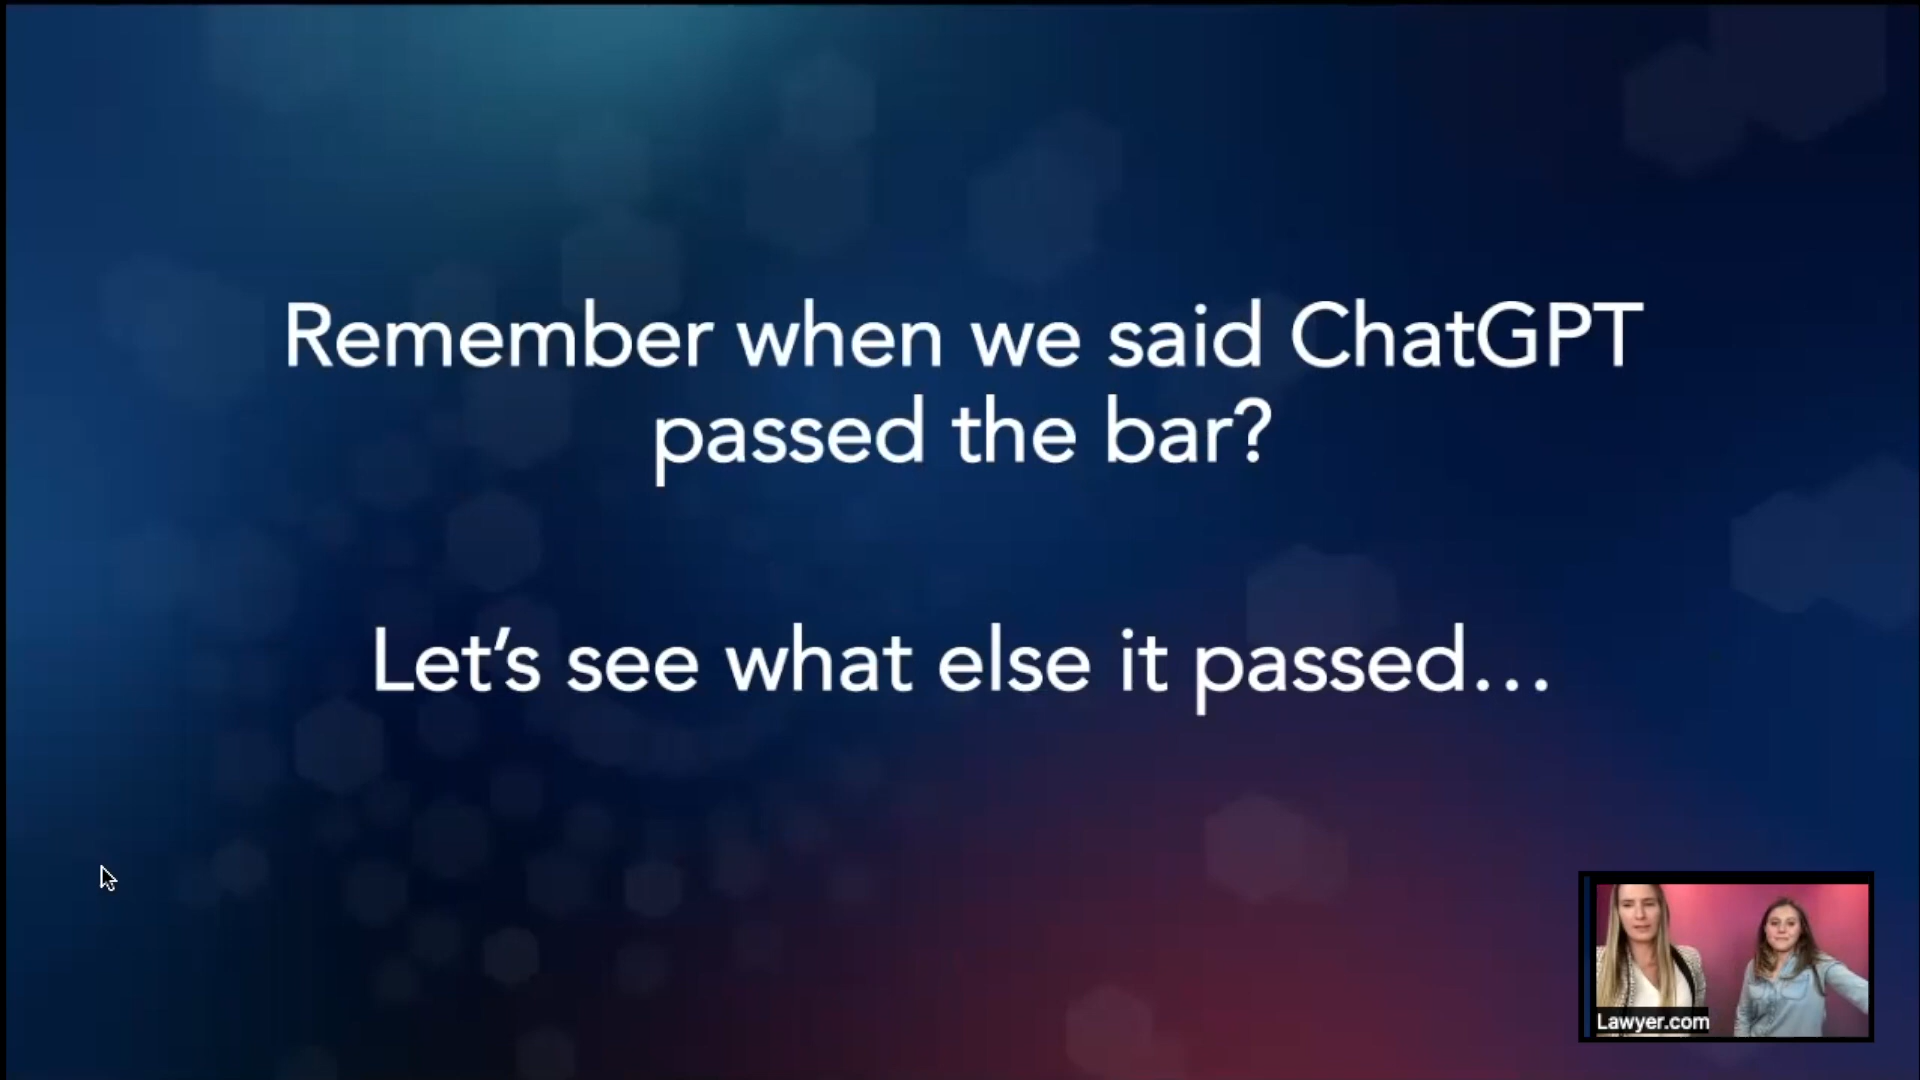 Remember when we said ChatGPT
passed the bar?
Let’s see what else it passed…
Lawyer.com